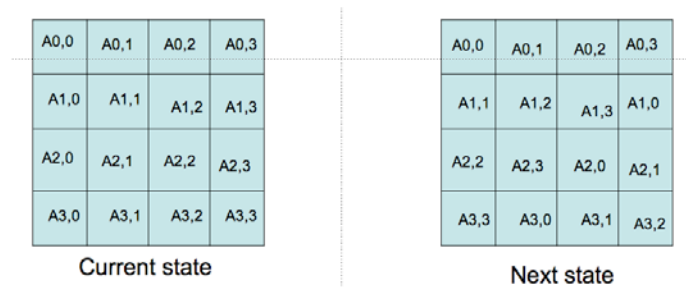 A0,0 A0,1 A0,2 A0,3
A1,0 A1,1 A1,2 A1,3
A2,0 A2,1 A2,2 A2,3
A3,0 A3,1 A3,2 A3,3
Current state
A0,0 A0,1 A0,2 A0,3
A1,1 A1,2 A1,3 A1,0
A2,2 A2,3 A2,0 A2,1
A3,3 A3,0 A3,1 A3,2
Next state